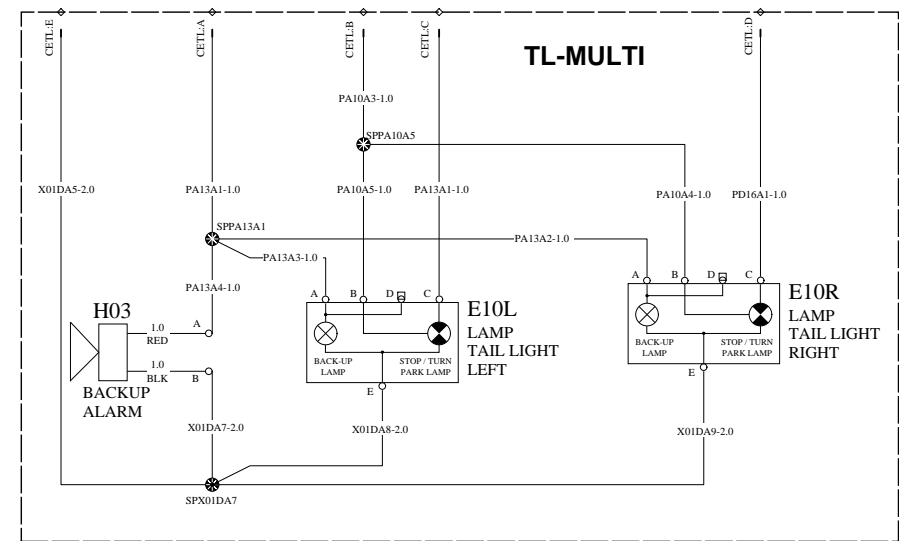 CETL:E
CETL:A
CETL:B
CETL:C
CETL:D
TL-MULTI
PA10A3-1.0
SPPA10A5
X01DA5-2.0
PA13A1-1.0
PA10A5-1.0
PA13A1-1.0
PA10A4-1.0
PD16A1-1.0
SPPA13A1
PA13A2-1.0
PA13A3-1.0
PA13A4-1.0
A
B
D
C
A
B
D
C
H03
1.0
RED
A
1.0
BLK
B
BACKUP
ALARM
BACK-UP
LAMP
STOP / TURN
PARK LAMP
E
E10L
LAMP
TAIL LIGHT
LEFT
BACK-UP
LAMP
STOP / TURN
PARK LAMP
E
E10R
LAMP
TAIL LIGHT
RIGHT
X01DA7-2.0
X01DA8-2.0
X01DA9-2.0
SPX01DA7